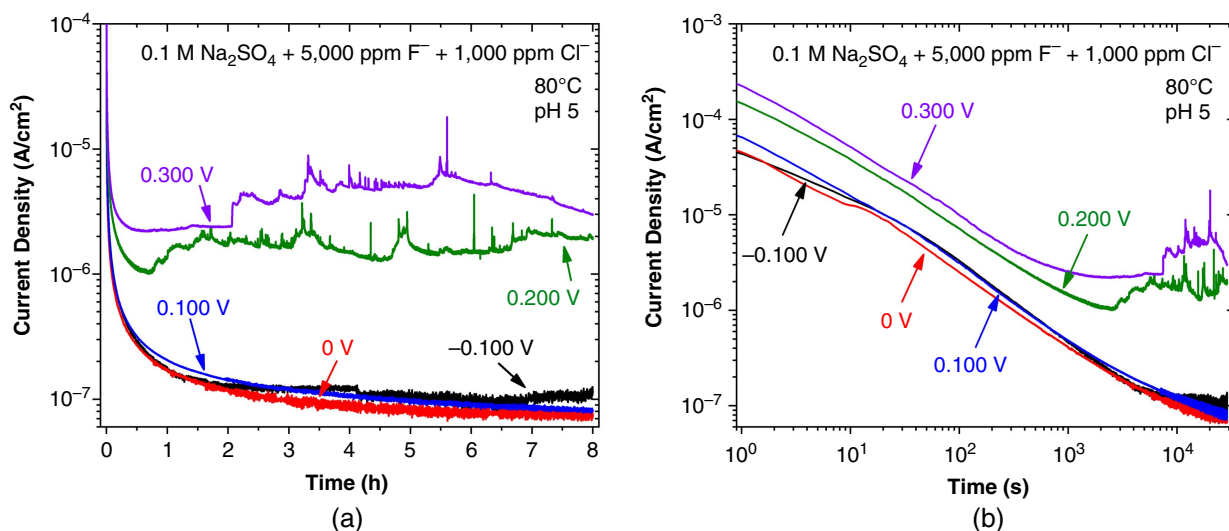 10⁻⁴
10⁻⁵
10⁻⁶
10⁻⁷
Current Density (A/cm²)
0.1 M Na₂SO₄ + 5,000 ppm F⁻ + 1,000 ppm Cl⁻
80°C
pH 5
0.300 V
0.200 V
0.100 V
0 V
–0.100 V
0 1 2 3 4 5 6 7 8
Time (h)
(a)
10⁻³
10⁻⁴
10⁻⁵
10⁻⁶
10⁻⁷
Current Density (A/cm²)
0.1 M Na₂SO₄ + 5,000 ppm F⁻ + 1,000 ppm Cl⁻
80°C
pH 5
0.300 V
–0.100 V
0.200 V
0 V
0.100 V
10⁰ 10¹ 10² 10³ 10⁴
Time (s)
(b)